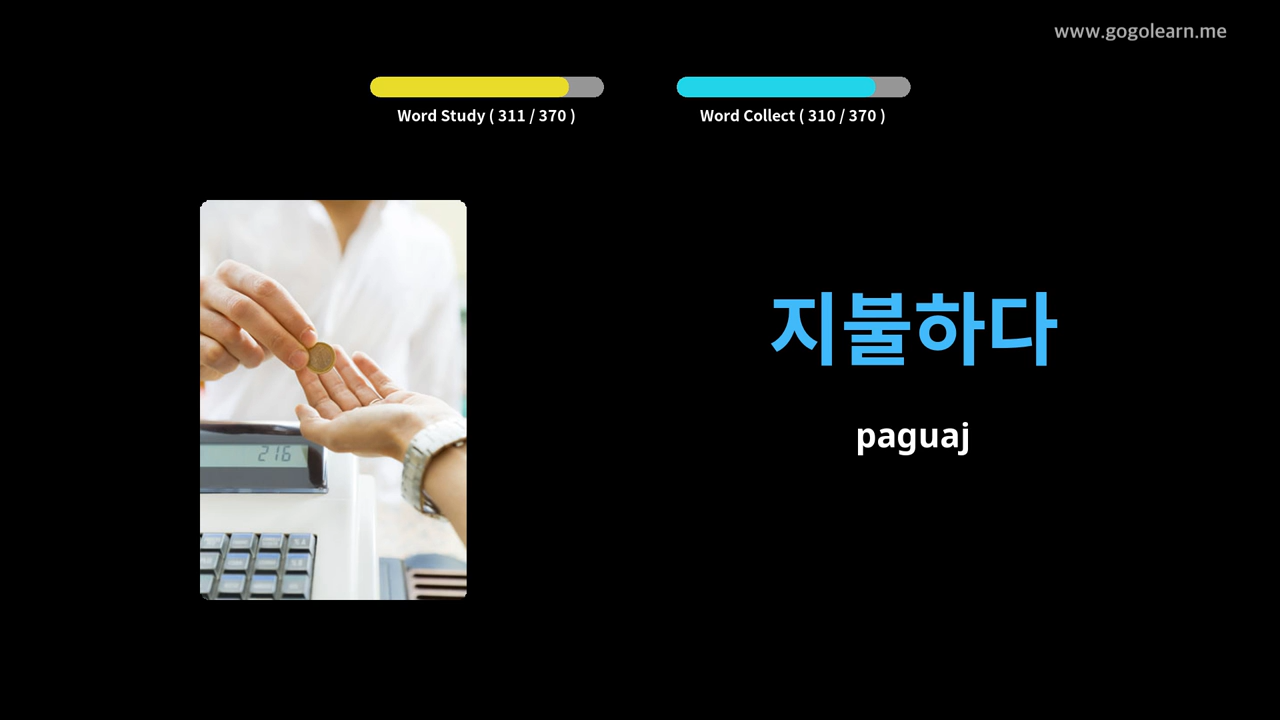 www.gogolearn.me
Word Study ( 311 / 370 )
Word Collect ( 310 / 370 )
216
지불하다
paguaj